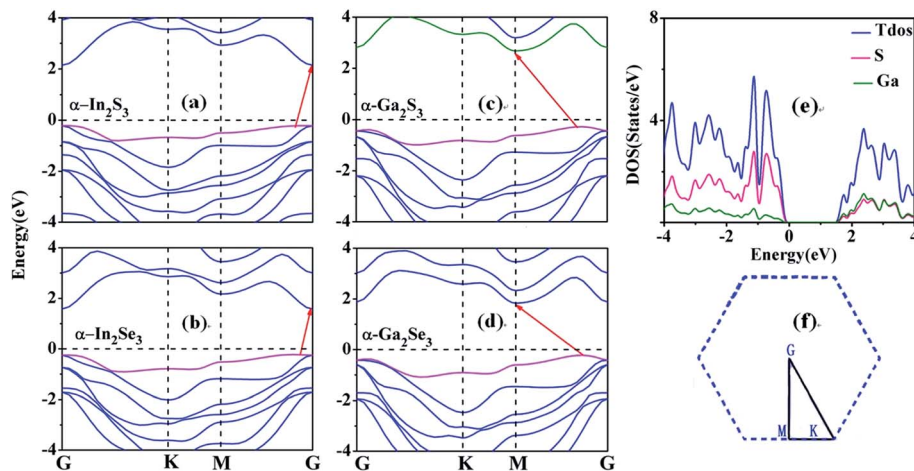 Energy(eV)
4
2
0
-2
-4
α–In2S3
(a)
4
2
0
-2
-4
α-Ga2S3
(c)
4
2
0
-2
-4
α–In2Se3
(b)
G K M G
4
2
0
-2
-4
α-Ga2Se3
(d)
G K M G
DOS(States/eV)
8
4
Tdos
S
Ga
(e)
-4 -2 0 2 4
Energy(eV)
(f)
G
M K